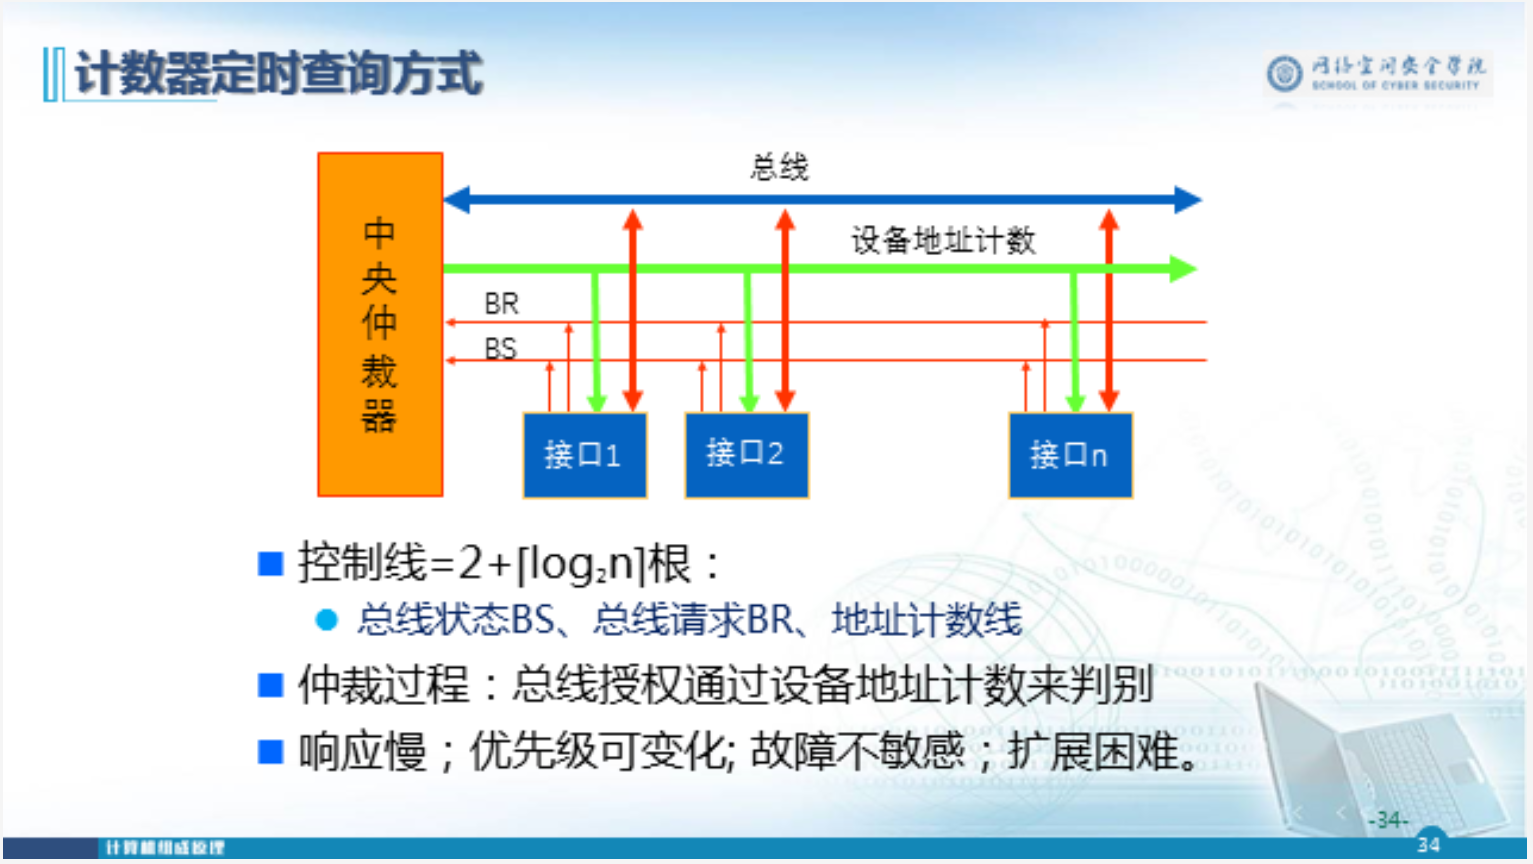 计数器定时查询方式
网络空间安全学院
SCHOOL OF CYBER SECURITY
总线
设备地址计数
BR
BS
中
央
仲
裁
器
接口1
接口2
接口n
控制线=2+⌈log₂n⌉根：
总线状态BS、总线请求BR、地址计数线
仲裁过程：总线授权通过设备地址计数来判别
响应慢；优先级可变化; 故障不敏感；扩展困难。
-34-
计算机组成原理
34